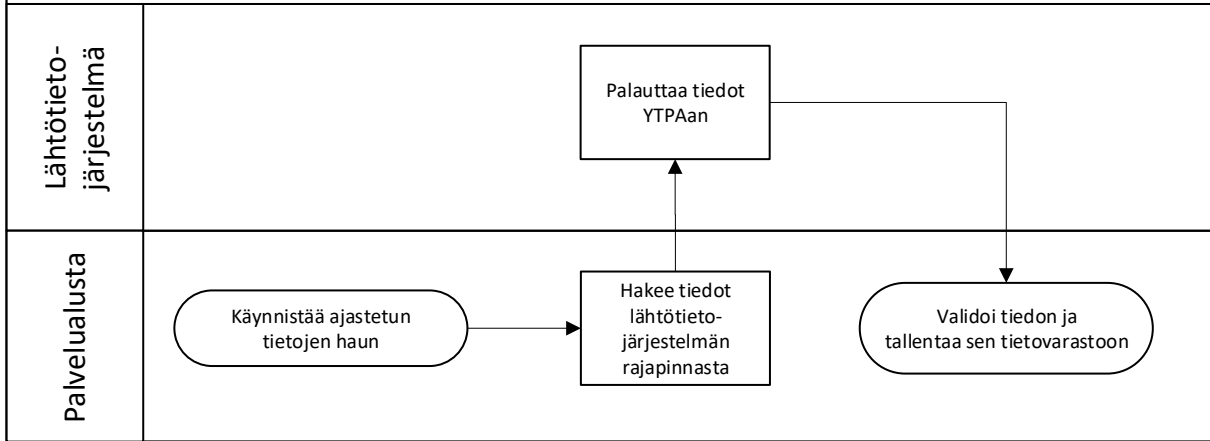 Lähtötieto-
järjestelmä
Palauttaa tiedot
YTPAan
Palvelualusta
Käynnistää ajastetun
tietojen haun
Hakee tiedot
lähtötieto-
järjestelmän
rajapinnasta
Validoi tiedon ja
tallentaa sen tietovarastoon